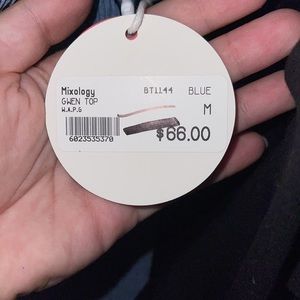 Mixology BT1144 BLUE
GWEN TOP M
W.A.P.G
$66.00
6023535370